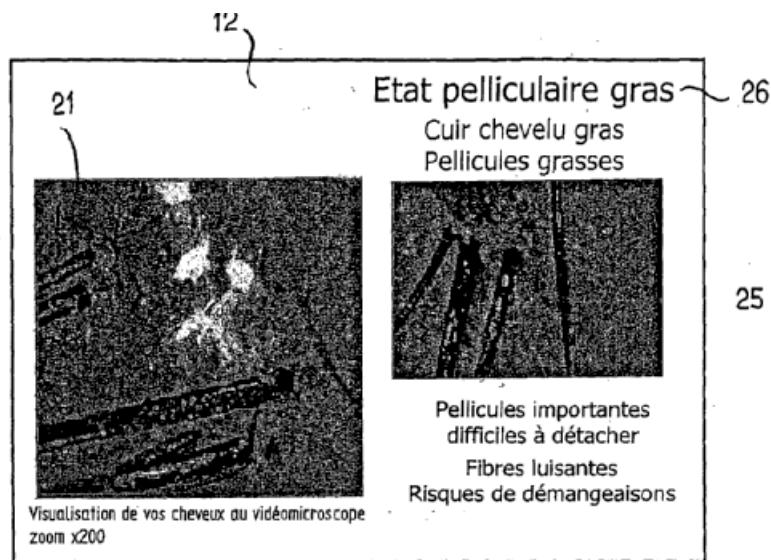 12
21
Etat pelliculaire gras
26
Cuir chevelu gras
Pellicules grasses
25
Pellicules importantes
difficiles à détacher
Fibres luisantes
Risques de démangeaisons
Visualisation de vos cheveux au vidéomicroscope
zoom x200